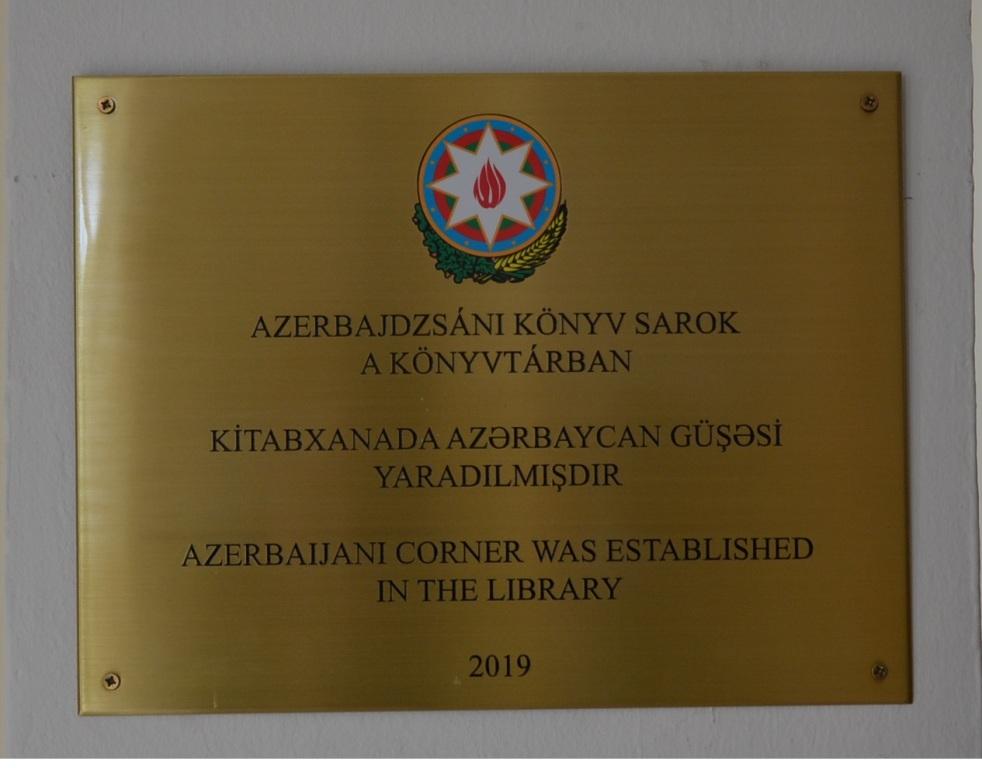 AZERBAJDZSÁNI KÖNYV SAROK
A KÖNYVTÁRBAN
KİTABXANADA AZƏRBAYCAN GÜŞƏSİ
YARADILMIŞDIR
AZERBAIJANI CORNER WAS ESTABLISHED
IN THE LIBRARY
2019